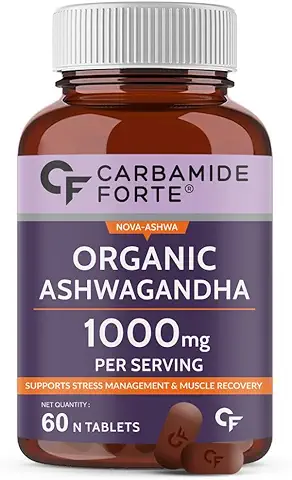 CF CARBAMIDE
FORTE®
NOVA-ASHWA
ORGANIC
ASHWAGANDHA
1000mg
PER SERVING
SUPPORTS STRESS MANAGEMENT & MUSCLE RECOVERY
NET QUANTITY :
60 N TABLETS
CF
CF